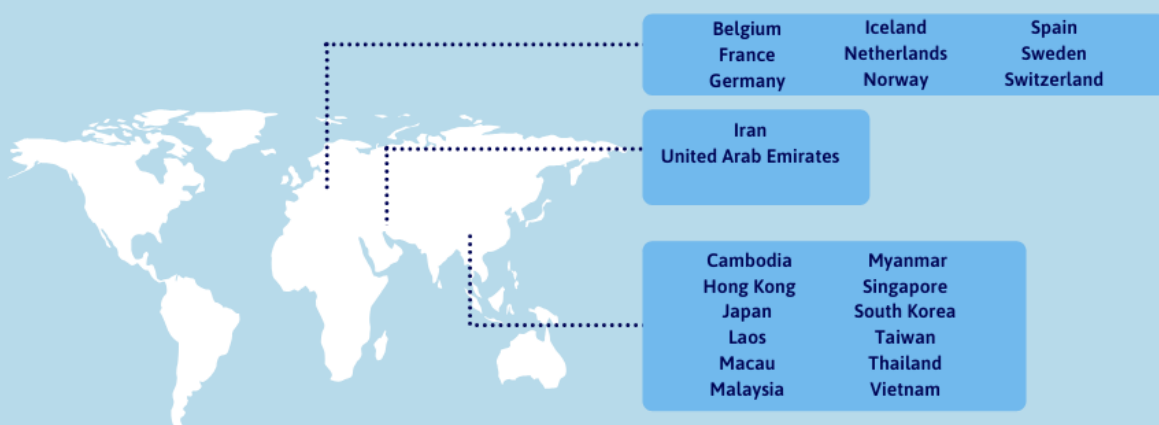 Belgium
France
Germany
Iceland
Netherlands
Norway
Spain
Sweden
Switzerland
Iran
United Arab Emirates
Cambodia
Hong Kong
Japan
Laos
Macau
Malaysia
Myanmar
Singapore
South Korea
Taiwan
Thailand
Vietnam